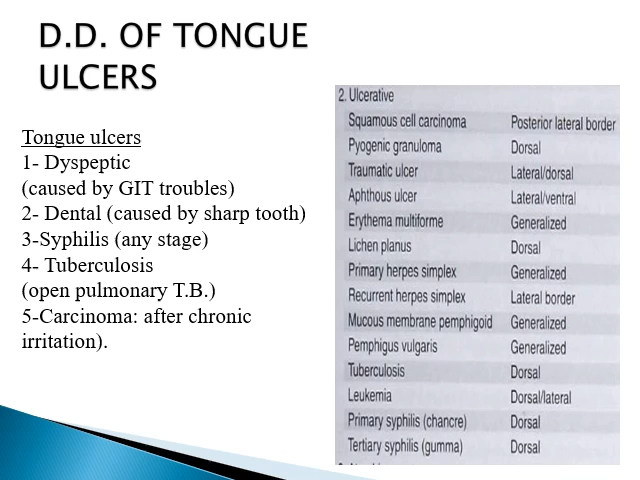 D.D. OF TONGUE
ULCERS
Tongue ulcers
1- Dyspeptic
(caused by GIT troubles)
2- Dental (caused by sharp tooth)
3-Syphilis (any stage)
4- Tuberculosis
(open pulmonary T.B.)
5-Carcinoma: after chronic
irritation).
2. Ulcerative
Squamous cell carcinoma Posterior lateral border
Pyogenic granuloma Dorsal
Traumatic ulcer Lateral/dorsal
Aphthous ulcer Lateral/ventral
Erythema multiforme Generalized
Lichen planus Dorsal
Primary herpes simplex Generalized
Recurrent herpes simplex Lateral border
Mucous membrane pemphigoid Generalized
Pemphigus vulgaris Generalized
Tuberculosis Dorsal
Leukemia Dorsal/lateral
Primary syphilis (chancre) Dorsal
Tertiary syphilis (gumma) Dorsal